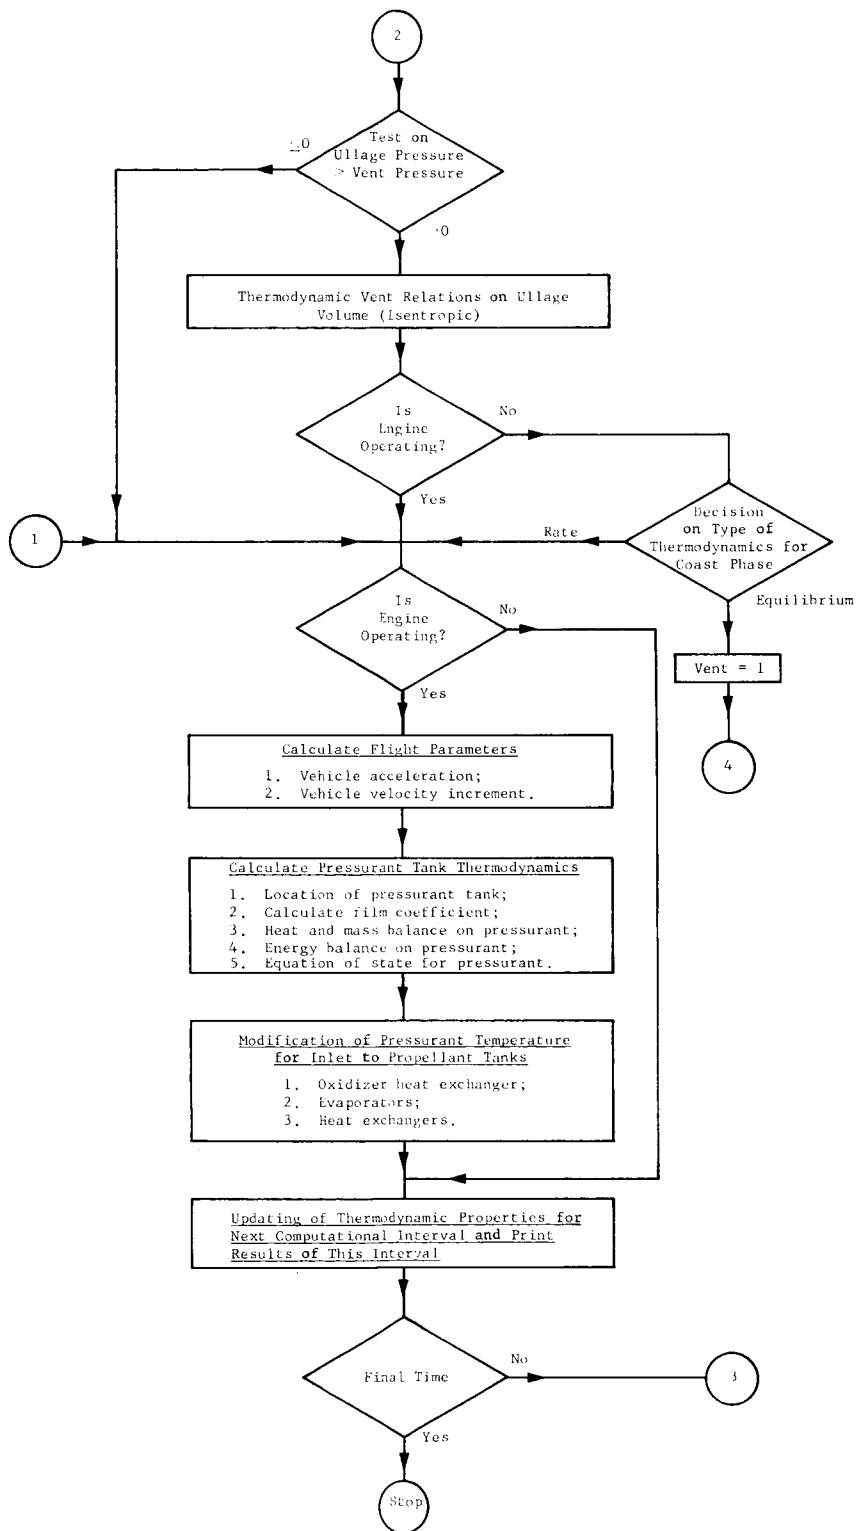 2
Test on
Ullage Pressure
> Vent Pressure
≤0
>0
Thermodynamic Vent Relations on Ullage
Volume (Isentropic)
Is
Engine
Operating?
No
Yes
Decision
on Type of
Thermodynamics for
Coast Phase
Rate
1
Equilibrium
Is
Engine
Operating?
No
Vent = 1
Yes
4
Calculate Flight Parameters
1. Vehicle acceleration;
2. Vehicle velocity increment.
Calculate Pressurant Tank Thermodynamics
1. Location of pressurant tank;
2. Calculate film coefficient;
3. Heat and mass balance on pressurant;
4. Energy balance on pressurant;
5. Equation of state for pressurant.
Modification of Pressurant Temperature
for Inlet to Propellant Tanks
1. Oxidizer heat exchanger;
2. Evaporators;
3. Heat exchangers.
Updating of Thermodynamic Properties for
Next Computational Interval and Print
Results of This Interval
Final Time
No
3
Yes
Stop